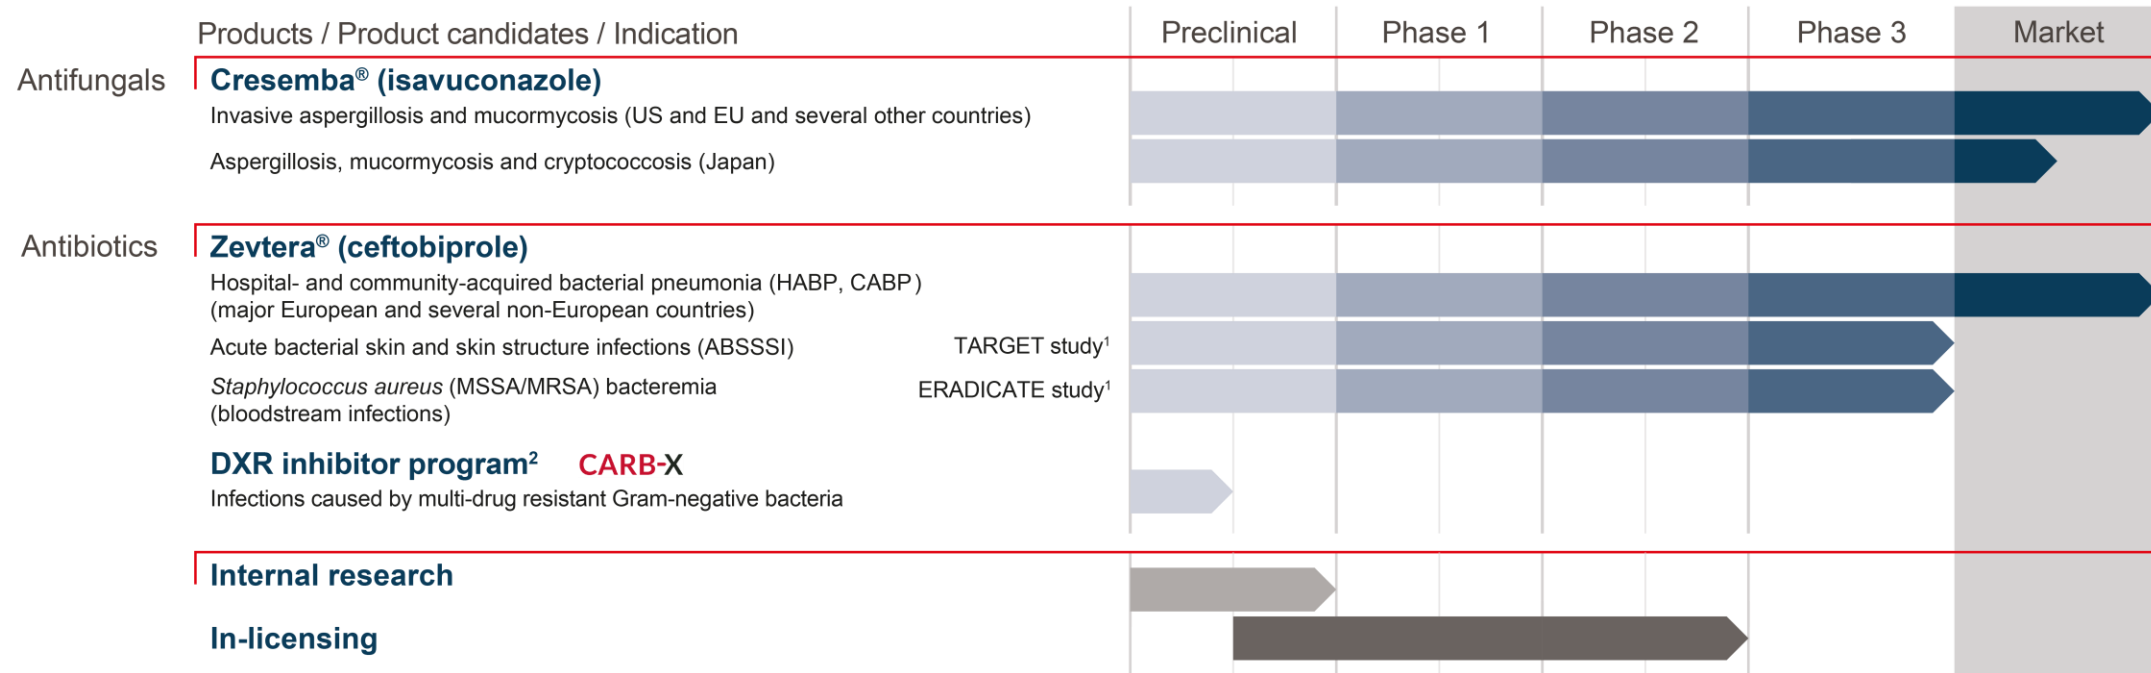 Products / Product candidates / Indication Preclinical Phase 1 Phase 2 Phase 3 Market
Antifungals
Cresemba® (isavuconazole)
Invasive aspergillosis and mucormycosis (US and EU and several other countries)
Aspergillosis, mucormycosis and cryptococcosis (Japan)
Antibiotics
Zevtera® (ceftobiprole)
Hospital- and community-acquired bacterial pneumonia (HABP, CABP)
(major European and several non-European countries)
Acute bacterial skin and skin structure infections (ABSSSI) TARGET study¹
Staphylococcus aureus (MSSA/MRSA) bacteremia ERADICATE study¹
(bloodstream infections)
DXR inhibitor program² CARB-X
Infections caused by multi-drug resistant Gram-negative bacteria
Internal research
In-licensing